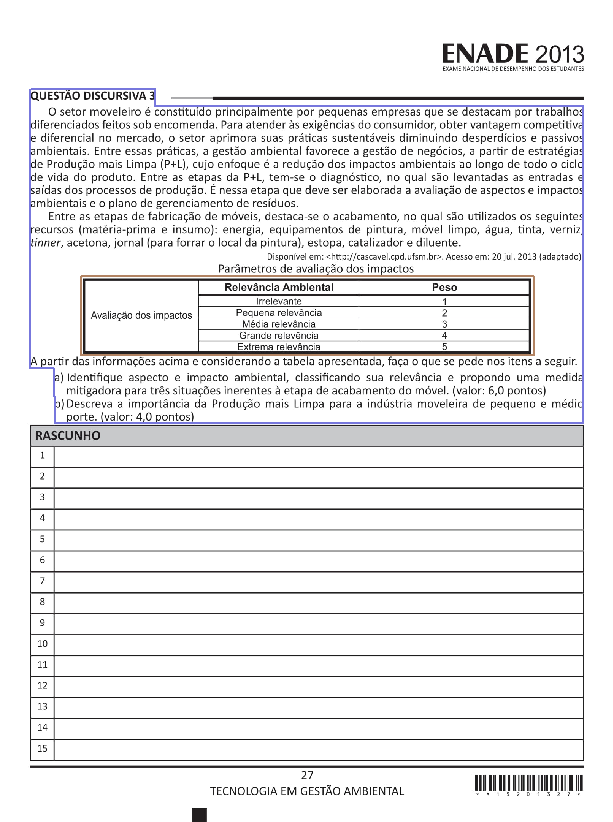 ENADE 2013
EXAME NACIONAL DE DESEMPENHO DOS ESTUDANTES
QUESTÃO DISCURSIVA 3
O setor moveleiro é constituído principalmente por pequenas empresas que se destacam por trabalhos
diferenciados feitos sob encomenda. Para atender às exigências do consumidor, obter vantagem competitiva
e diferencial no mercado, o setor aprimora suas práticas sustentáveis diminuindo desperdícios e passivos
ambientais. Entre essas práticas, a gestão ambiental favorece a gestão de negócios, a partir de estratégias
de Produção mais Limpa (P+L), cujo enfoque é a redução dos impactos ambientais ao longo de todo o ciclo
de vida do produto. Entre as etapas da P+L, tem-se o diagnóstico, no qual são levantadas as entradas e
saídas dos processos de produção. É nessa etapa que deve ser elaborada a avaliação de aspectos e impactos
ambientais e o plano de gerenciamento de resíduos.
Entre as etapas de fabricação de móveis, destaca-se o acabamento, no qual são utilizados os seguintes
recursos (matéria-prima e insumo): energia, equipamentos de pintura, móvel limpo, água, tinta, verniz,
tinner, acetona, jornal (para forrar o local da pintura), estopa, catalizador e diluente.
Disponível em: <http://cascavel.cpd.ufsm.br>. Acesso em: 20 jul. 2013 (adaptado)
Parâmetros de avaliação dos impactos
Avaliação dos impactos
Relevância Ambiental Peso
Irrelevante 1
Pequena relevância 2
Média relevância 3
Grande relevência 4
Extrema relevância 5
A partir das informações acima e considerando a tabela apresentada, faça o que se pede nos itens a seguir.
a) Identifique aspecto e impacto ambiental, classificando sua relevância e propondo uma medida
mitigadora para três situações inerentes à etapa de acabamento do móvel. (valor: 6,0 pontos)
b) Descreva a importância da Produção mais Limpa para a indústria moveleira de pequeno e médio
porte. (valor: 4,0 pontos)
RASCUNHO
1
2
3
4
5
6
7
8
9
10
11
12
13
14
15
27
TECNOLOGIA EM GESTÃO AMBIENTAL